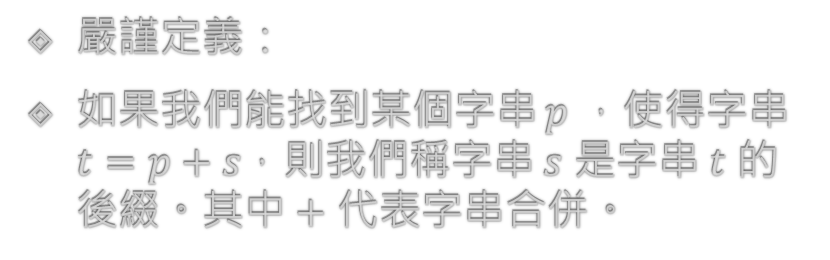 嚴謹定義：
如果我們能找到某個字串 p ，使得字串
t = p + s，則我們稱字串 s 是字串 t 的
後綴。其中 + 代表字串合併。